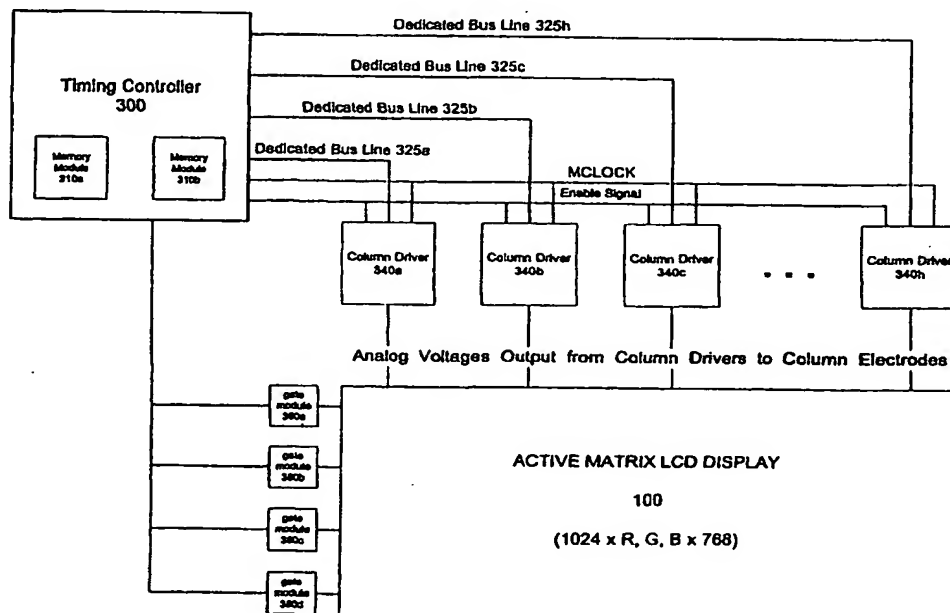 Dedicated Bus Line 325h
Dedicated Bus Line 325c
Timing Controller
300
Dedicated Bus Line 325b
Dedicated Bus Line 325a
Memory
Module
310a
Memory
Module
310b
MCLOCK
Enable Signal
Column Driver
340a
Column Driver
340b
Column Driver
340c
Column Driver
340h
Analog Voltages Output from Column Drivers to Column Electrodes
gate
module
360a
gate
module
360b
gate
module
360c
gate
module
360d
ACTIVE MATRIX LCD DISPLAY
100
(1024 x R, G, B x 768)